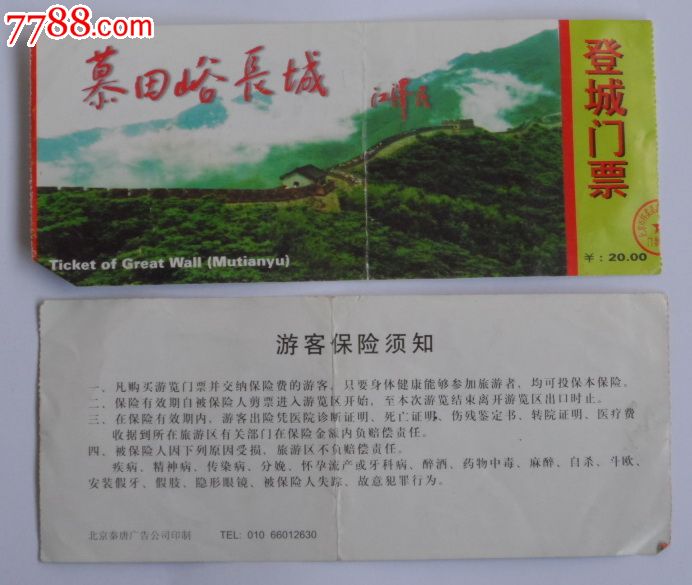 7788.com
慕田峪長城
江泽民
登城门票
Ticket of Great Wall (Mutianyu)
¥: 20.00
游客保险须知
一、凡购买游览门票并交纳保险费的游客，只要身体健康能够参加旅游者、均可投保本保险。
二、保险有效期自被保险人剪票进入游览区开始，至本次游览结束离开游览区出口时止。
三、在保险有效期内、游客出险凭医院诊断证明、死亡证明、伤残鉴定书、转院证明、医疗费
收据到所在旅游区有关部门在保险金额内负赔偿责任。
四、被保险人因下列原因受损、旅游区不负赔偿责任。
疾病、精神病、传染病、分娩、怀孕流产或牙科病、醉酒、药物中毒、麻醉、自杀、斗欧、
安装假牙、假肢、隐形眼镜、被保险人失踪、故意犯罪行为。
北京秦唐广告公司印制 TEL: 010 66012630